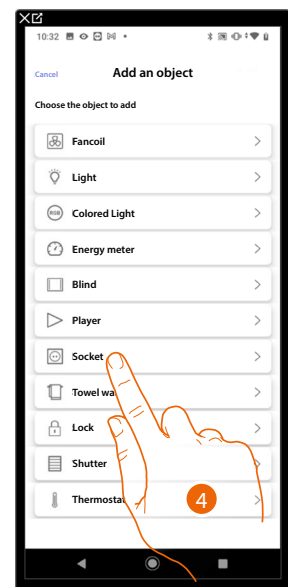 10:32
Cancel Add an object
Choose the object to add
Fancoil
Light
RGB Colored Light
Energy meter
Blind
Player
Socket
Towel wa
Lock
Shutter
Thermostat
4